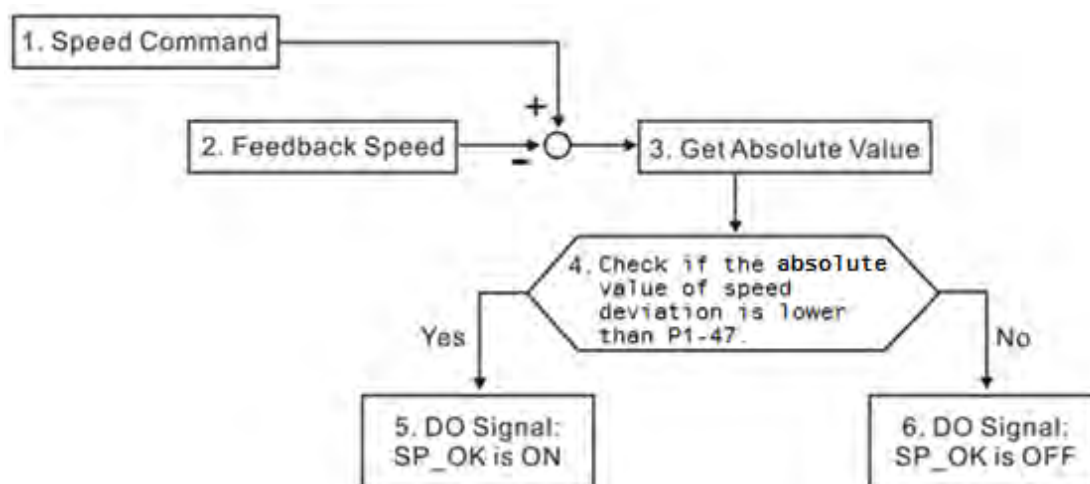 1. Speed Command
+
2. Feedback Speed
-
3. Get Absolute Value
4. Check if the absolute
value of speed
deviation is lower
than P1-47.
Yes
No
5. DO Signal:
SP_OK is ON
6. DO Signal:
SP_OK is OFF